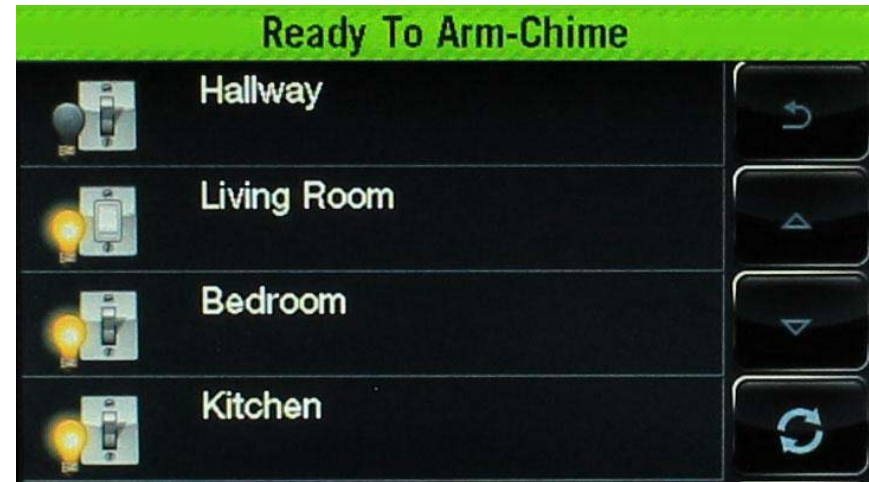 Ready To Arm-Chime
Hallway
Living Room
Bedroom
Kitchen